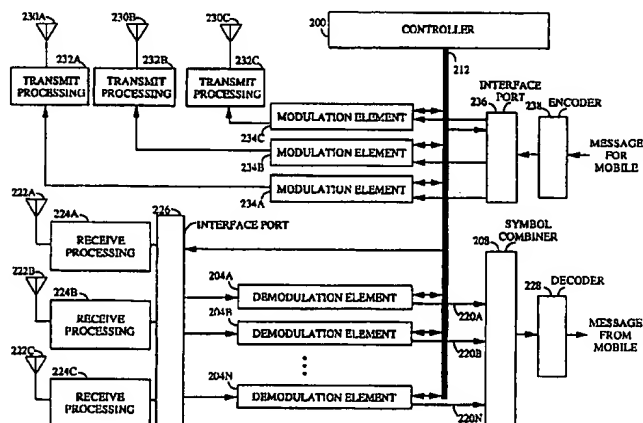 230A
230B
230C
200
CONTROLLER
232A
232B
232C
212
TRANSMIT PROCESSING
TRANSMIT PROCESSING
TRANSMIT PROCESSING
INTERFACE PORT
236
238
ENCODER
MODULATION ELEMENT
234C
MODULATION ELEMENT
234B
MODULATION ELEMENT
234A
MESSAGE FOR MOBILE
222A
224A
226
INTERFACE PORT
RECEIVE PROCESSING
SYMBOL COMBINER
208
228
DECODER
222B
224B
RECEIVE PROCESSING
204A
DEMODULATION ELEMENT
220A
204B
DEMODULATION ELEMENT
220B
MESSAGE FROM MOBILE
222C
224C
RECEIVE PROCESSING
204N
DEMODULATION ELEMENT
220N